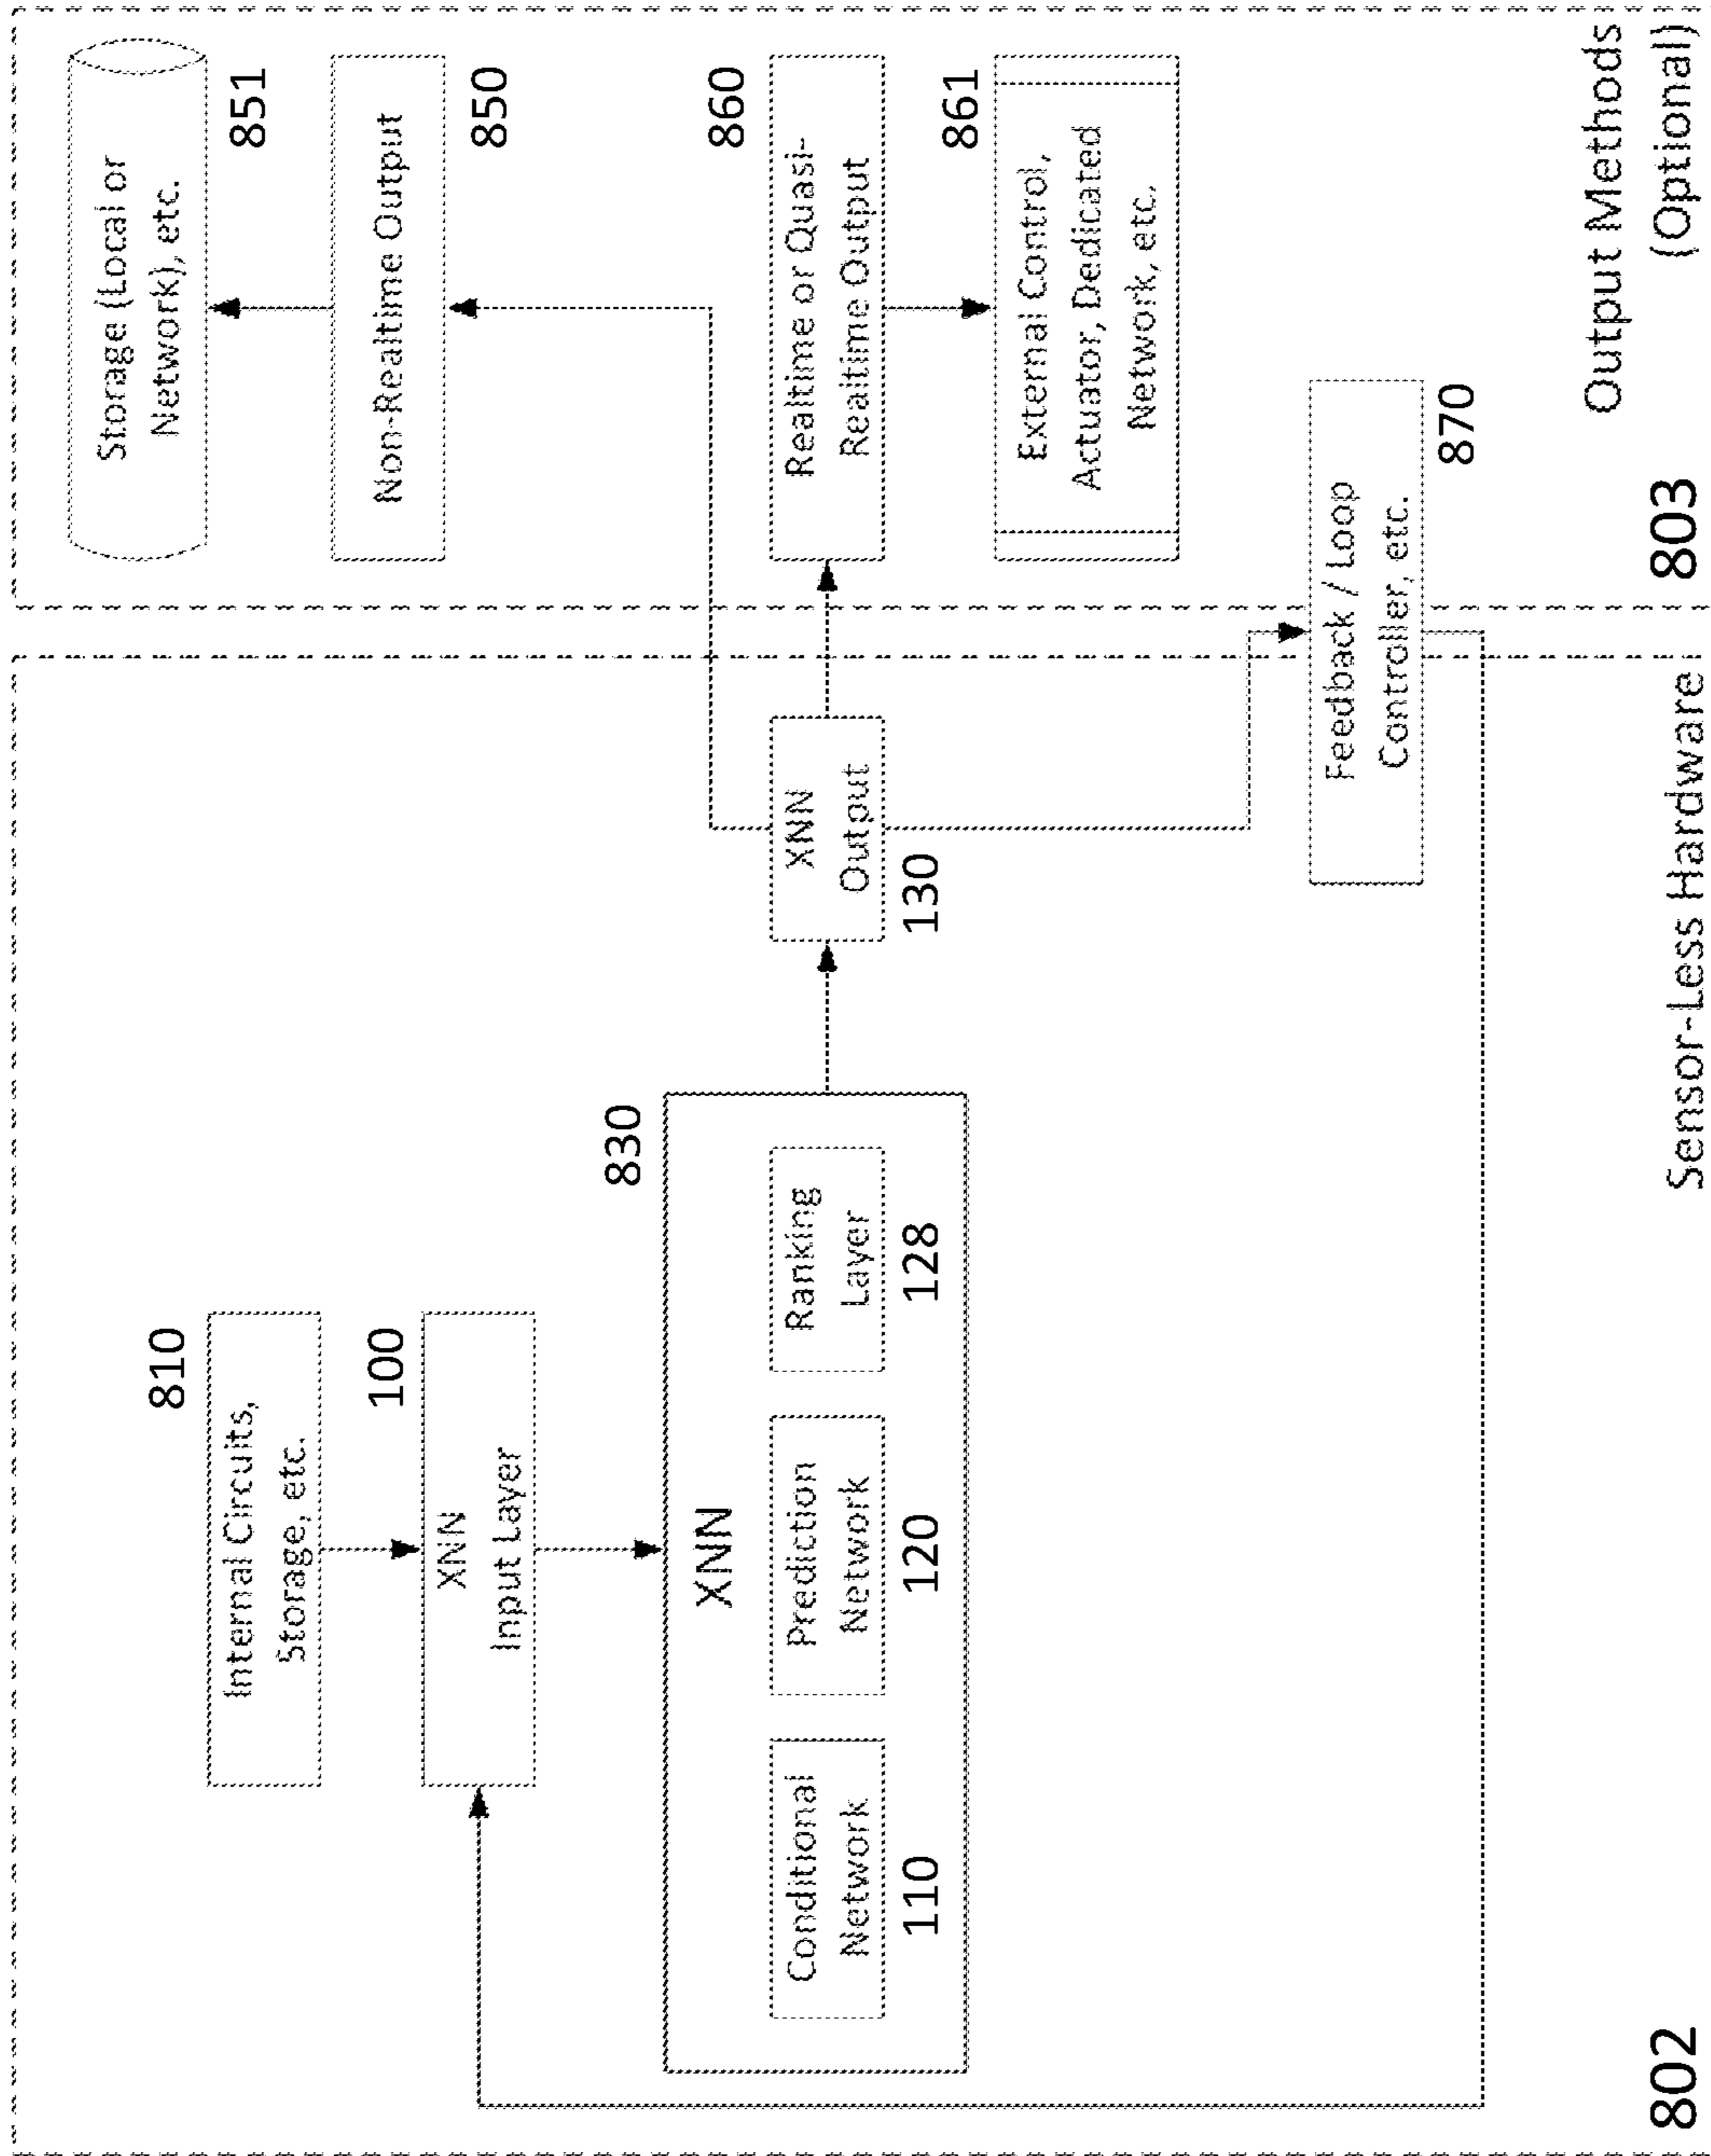 810
Internal Circuits,
Storage, etc.
100
XNN
Input Layer
830
XNN
Conditional
Network
110
Prediction
Network
120
Ranking
Layer
128
XNN
Output
130
Storage (Local or
Network), etc.
851
Non-Realtime Output
850
860
Realtime or Quasi-
Realtime Output
861
External Control,
Actuator, Dedicated
Network, etc.
Feedback / Loop
Controller, etc.
870
802
Sensor-Less Hardware
803
Output Methods
(Optional)